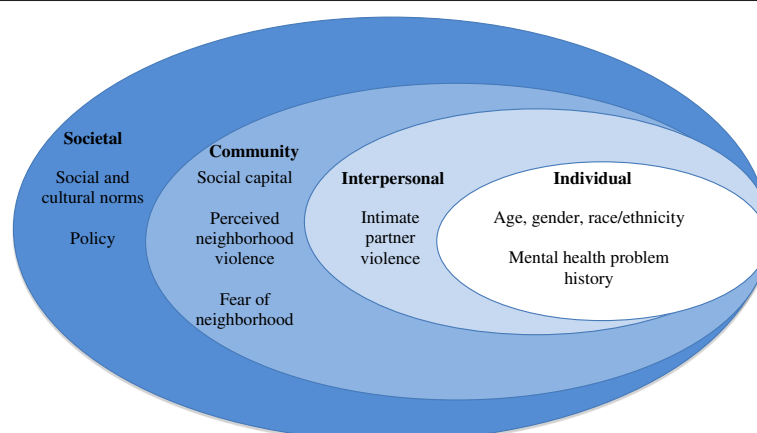 Societal
Social and
cultural norms
Policy
Community
Social capital
Perceived
neighborhood
violence
Fear of
neighborhood
Interpersonal
Intimate
partner
violence
Individual
Age, gender, race/ethnicity
Mental health problem
history